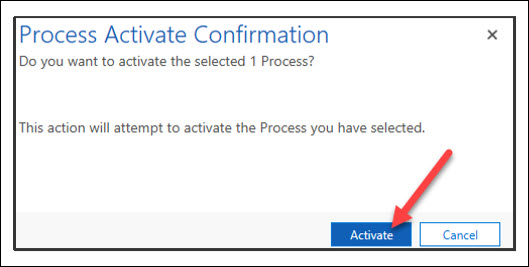 Process Activate Confirmation
Do you want to activate the selected 1 Process?
This action will attempt to activate the Process you have selected.
Activate
Cancel